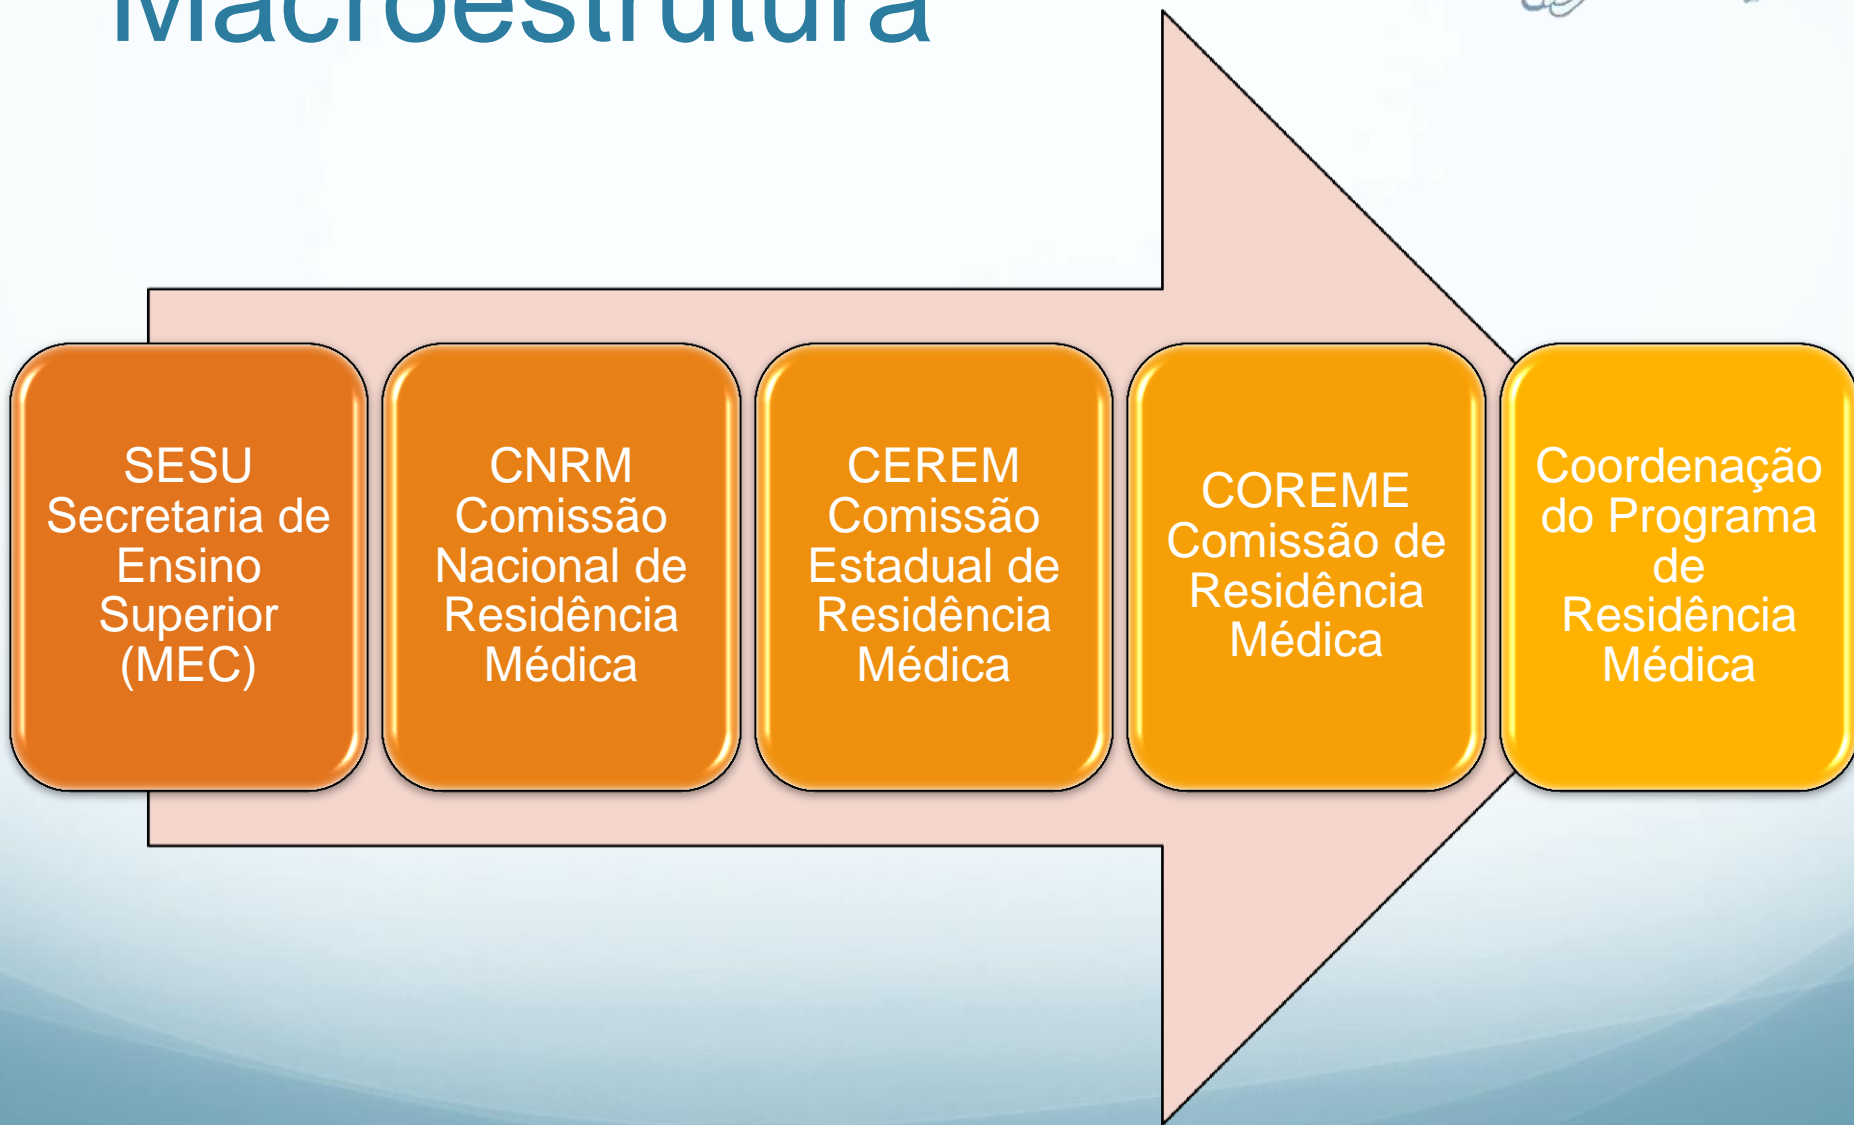 Macroestrutura
SESU
Secretaria de
Ensino
Superior
(MEC)
CNRM
Comissão
Nacional de
Residência
Médica
CEREM
Comissão
Estadual de
Residência
Médica
COREME
Comissão de
Residência
Médica
Coordenação
do Programa
de
Residência
Médica